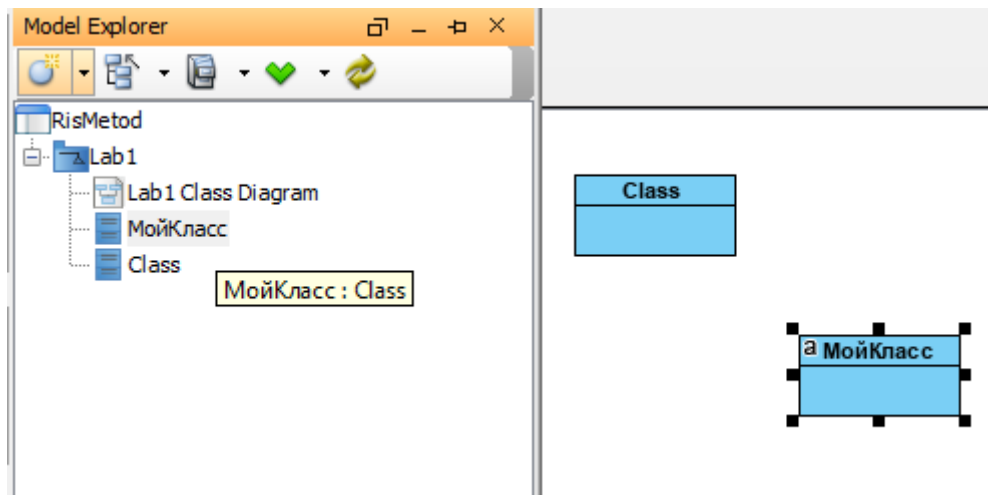 Model Explorer
RisMetod
Lab1
Lab1 Class Diagram
МойКласс
Class
МойКласс : Class
Class
a МойКласс